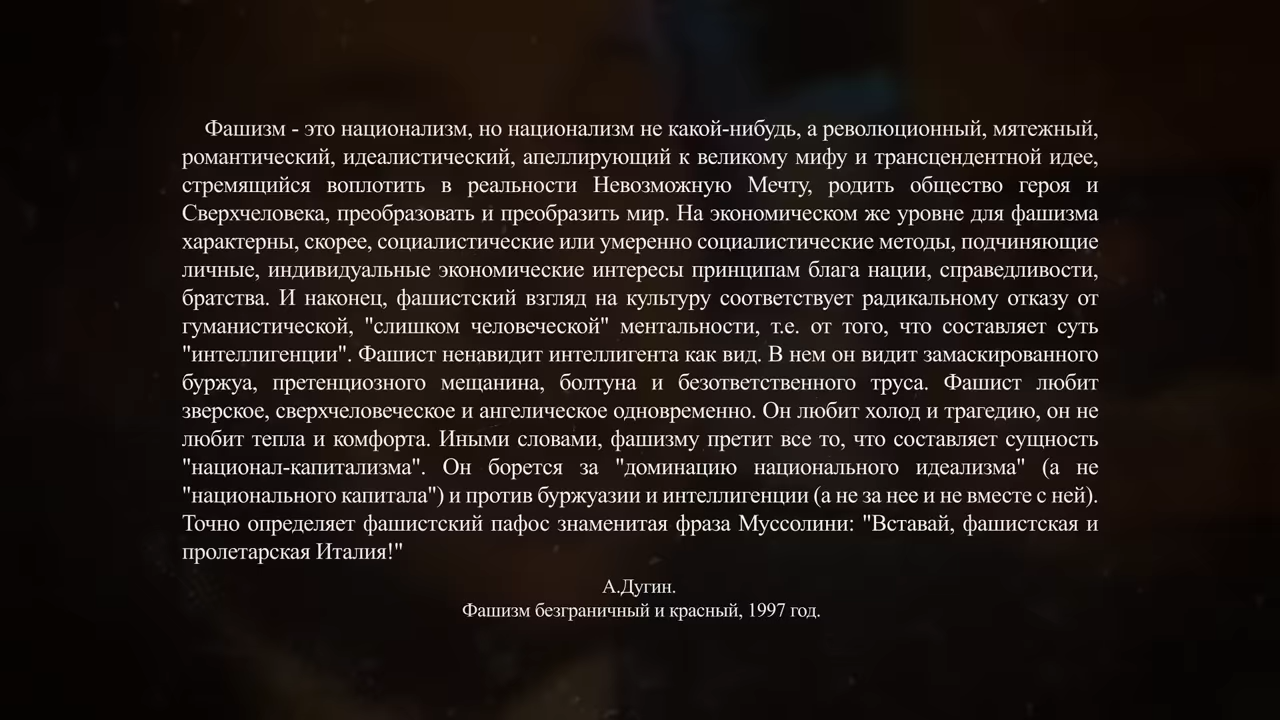 Фашизм - это национализм, но национализм не какой-нибудь, а революционный, мятежный,
романтический, идеалистический, апеллирующий к великому мифу и трансцендентной идее,
стремящийся воплотить в реальности Невозможную Мечту, родить общество героя и
Сверхчеловека, преобразовать и преобразить мир. На экономическом же уровне для фашизма
характерны, скорее, социалистические или умеренно социалистические методы, подчиняющие
личные, индивидуальные экономические интересы принципам блага нации, справедливости,
братства. И наконец, фашистский взгляд на культуру соответствует радикальному отказу от
гуманистической, "слишком человеческой" ментальности, т.е. от того, что составляет суть
"интеллигенции". Фашист ненавидит интеллигента как вид. В нем он видит замаскированного
буржуа, претенциозного мещанина, болтуна и безответственного труса. Фашист любит
зверское, сверхчеловеческое и ангелическое одновременно. Он любит холод и трагедию, он не
любит тепла и комфорта. Иными словами, фашизму претит все то, что составляет сущность
"национал-капитализма". Он борется за "доминацию национального идеализма" (а не
"национального капитала") и против буржуазии и интеллигенции (а не за нее и не вместе с ней).
Точно определяет фашистский пафос знаменитая фраза Муссолини: "Вставай, фашистская и
пролетарская Италия!"
А.Дугин.
Фашизм безграничный и красный, 1997 год.